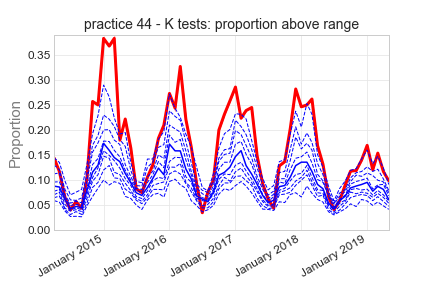 practice 44 - K tests: proportion above range
Proportion
0.35
0.30
0.25
0.20
0.15
0.10
0.05
0.00
January 2015
January 2016
January 2017
January 2018
January 2019